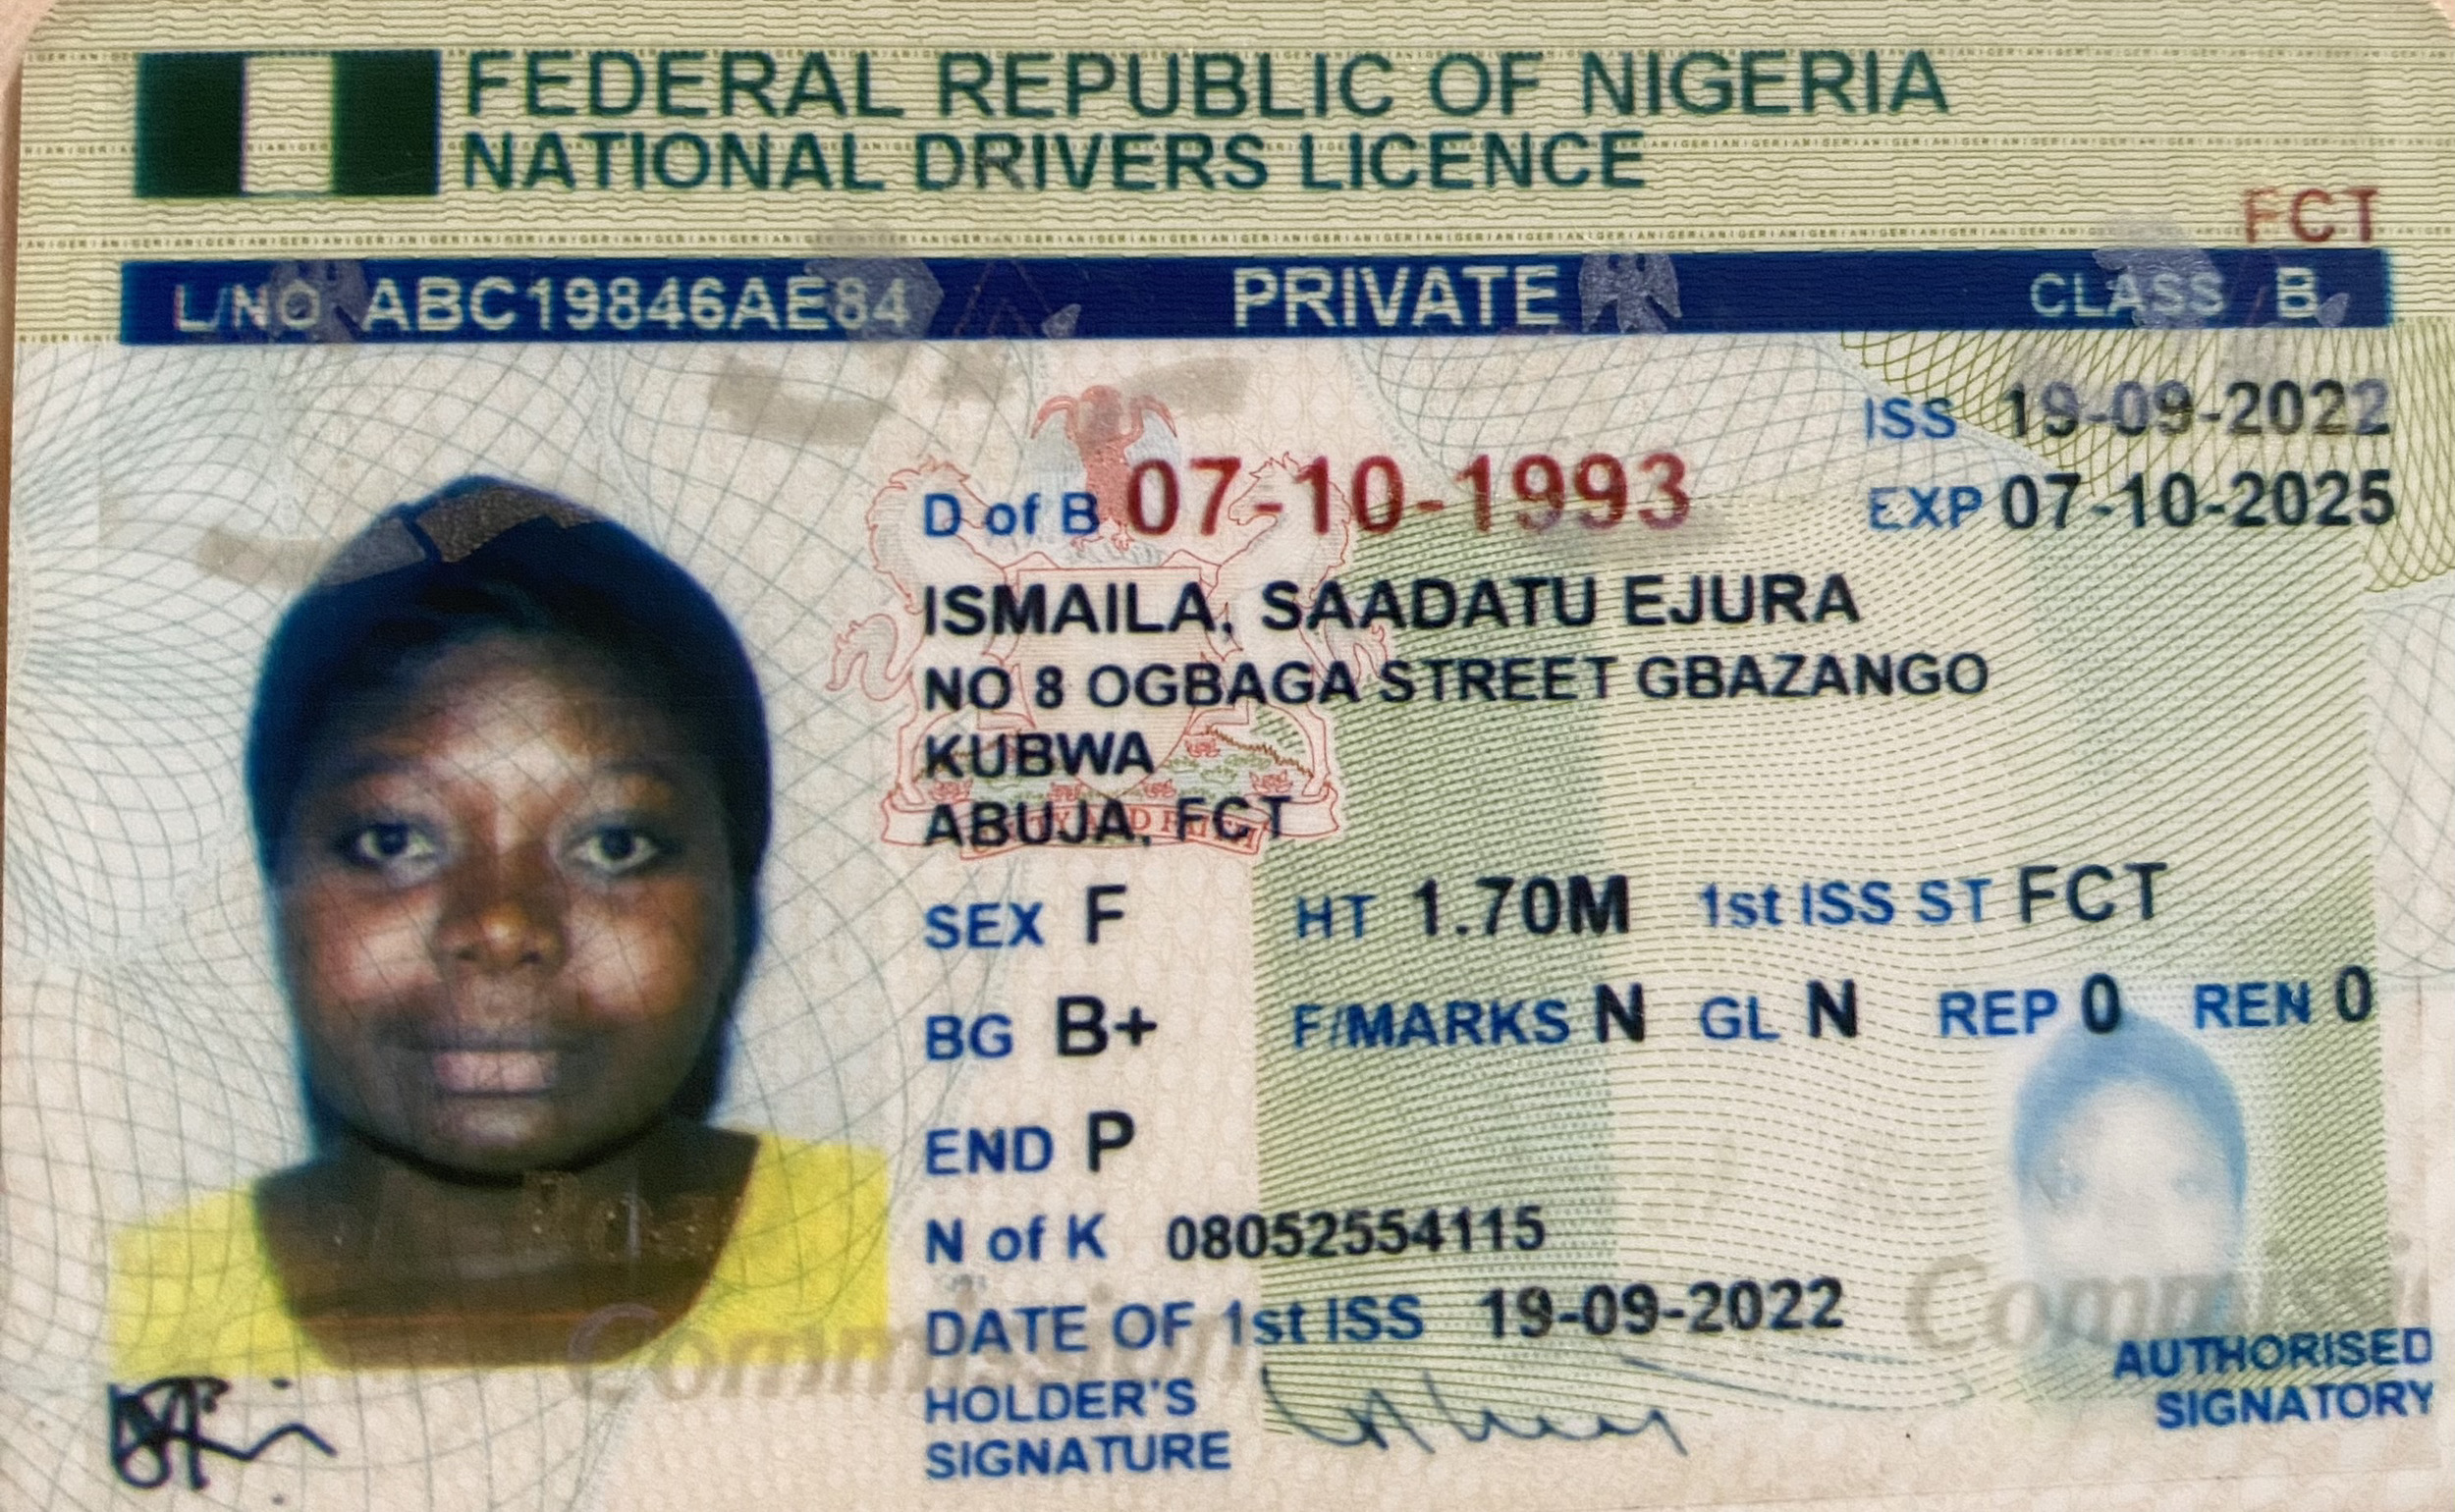 FEDERAL REPUBLIC OF NIGERIA
NATIONAL DRIVERS LICENCE
FCT
L/NO ABC19846AE84 PRIVATE CLASS B
ISS 19-09-2022
D of B 07-10-1993 EXP 07-10-2025
ISMAILA, SAADATU EJURA
NO 8 OGBAGA STREET GBAZANGO
KUBWA
ABUJA, FCT
SEX F HT 1.70M 1st ISS ST FCT
BG B+ F/MARKS N GL N REP 0 REN 0
END P
N of K 08052554115
DATE OF 1st ISS 19-09-2022
HOLDER'S SIGNATURE
AUTHORISED SIGNATORY